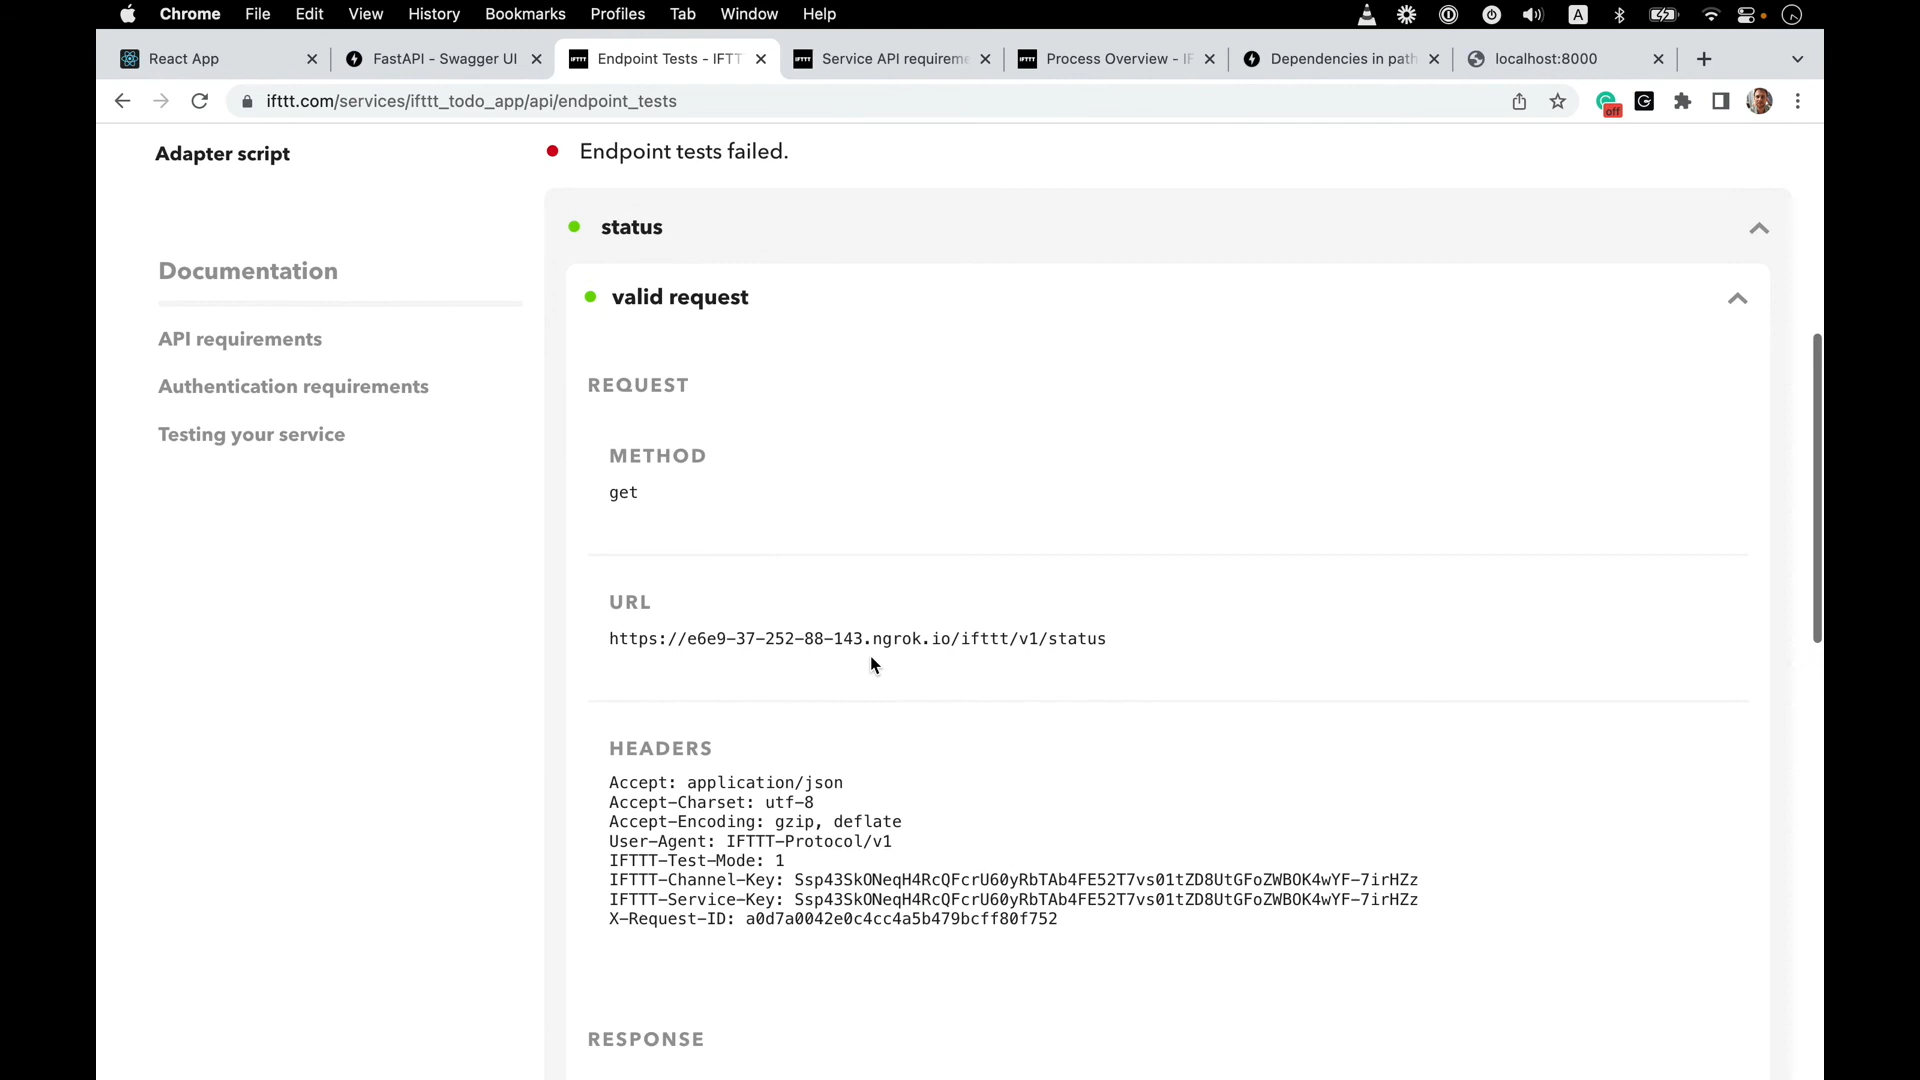 Chrome File Edit View History Bookmarks Profiles Tab Window Help A
React App FastAPI - Swagger UI IFTTT Endpoint Tests - IFTT IFTTT Service API requireme IFTTT Process Overview - IF Dependencies in path localhost:8000
ifttt.com/services/ifttt_todo_app/api/endpoint_tests off
Adapter script
Documentation
API requirements
Authentication requirements
Testing your service
Endpoint tests failed.
status
valid request
REQUEST
METHOD
get
URL
https://e6e9-37-252-88-143.ngrok.io/ifttt/v1/status
HEADERS
Accept: application/json
Accept-Charset: utf-8
Accept-Encoding: gzip, deflate
User-Agent: IFTTT-Protocol/v1
IFTTT-Test-Mode: 1
IFTTT-Channel-Key: Ssp43SkONeqH4RcQFcrU60yRbTAb4FE52T7vs01tZD8UtGFoZWBOK4wYF-7irHZz
IFTTT-Service-Key: Ssp43SkONeqH4RcQFcrU60yRbTAb4FE52T7vs01tZD8UtGFoZWBOK4wYF-7irHZz
X-Request-ID: a0d7a0042e0c4cc4a5b479bcff80f752
RESPONSE